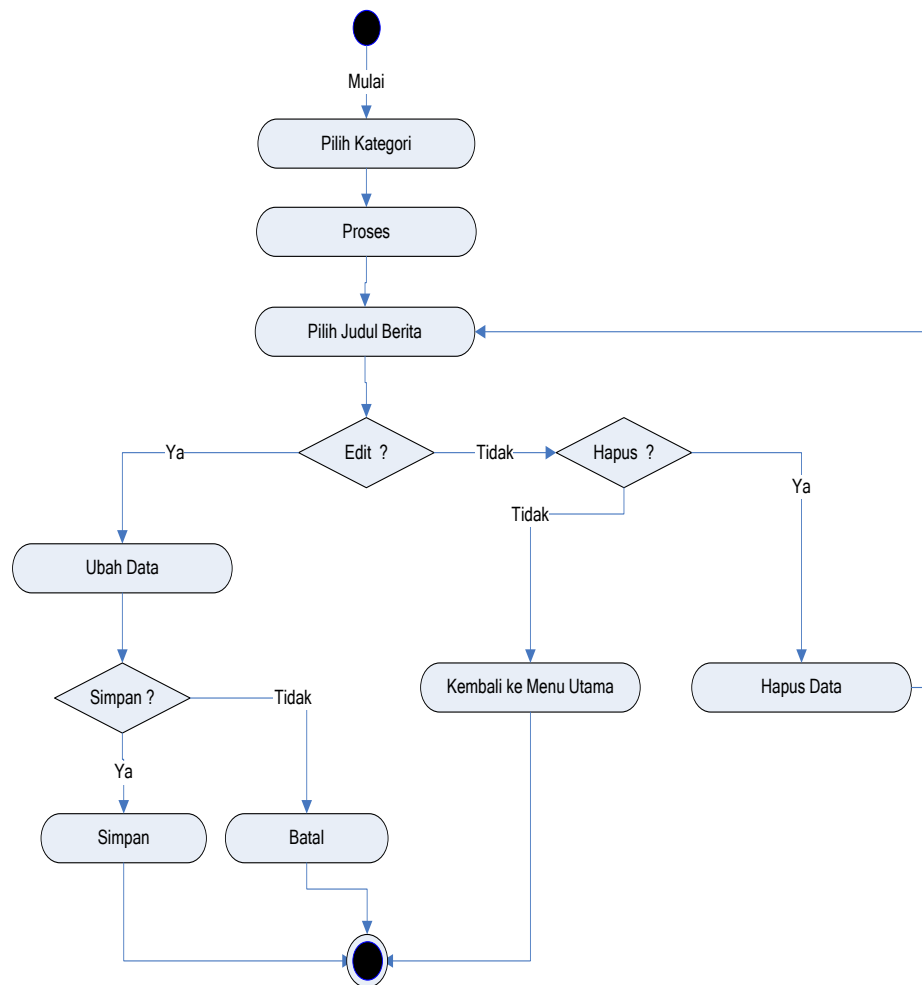 Mulai
Pilih Kategori
Proses
Pilih Judul Berita
Edit ?
Ya
Tidak
Hapus ?
Ya
Tidak
Ubah Data
Simpan ?
Tidak
Kembali ke Menu Utama
Hapus Data
Ya
Simpan
Batal